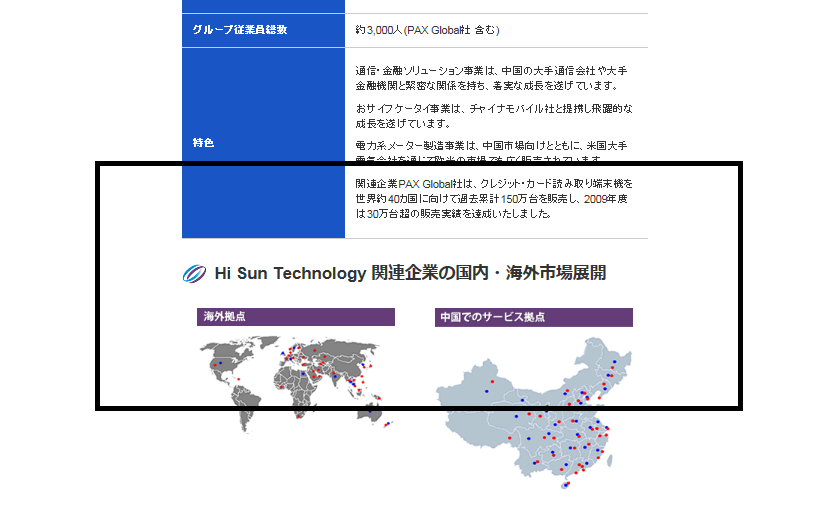 グループ従業員総数
約3,000人(PAX Global社 含む)
特色
通信・金融ソリューション事業は、中国の大手通信会社や大手
金融機関と緊密な関係を持ち、着実な成長を遂げています。
おサイフケータイ事業は、チャイナモバイル社と提携し飛躍的な
成長を遂げています。
電力系メーター製造事業は、中国市場向けとともに、米国大手
電気会社を通じて欧米の市場でも広く販売されています。
関連企業PAX Global社は、クレジット・カード読み取り端末機を
世界約40カ国に向けて過去累計150万台を販売し、2009年度
は30万台超の販売実績を達成いたしました。
Hi Sun Technology 関連企業の国内・海外市場展開
海外拠点
中国でのサービス拠点